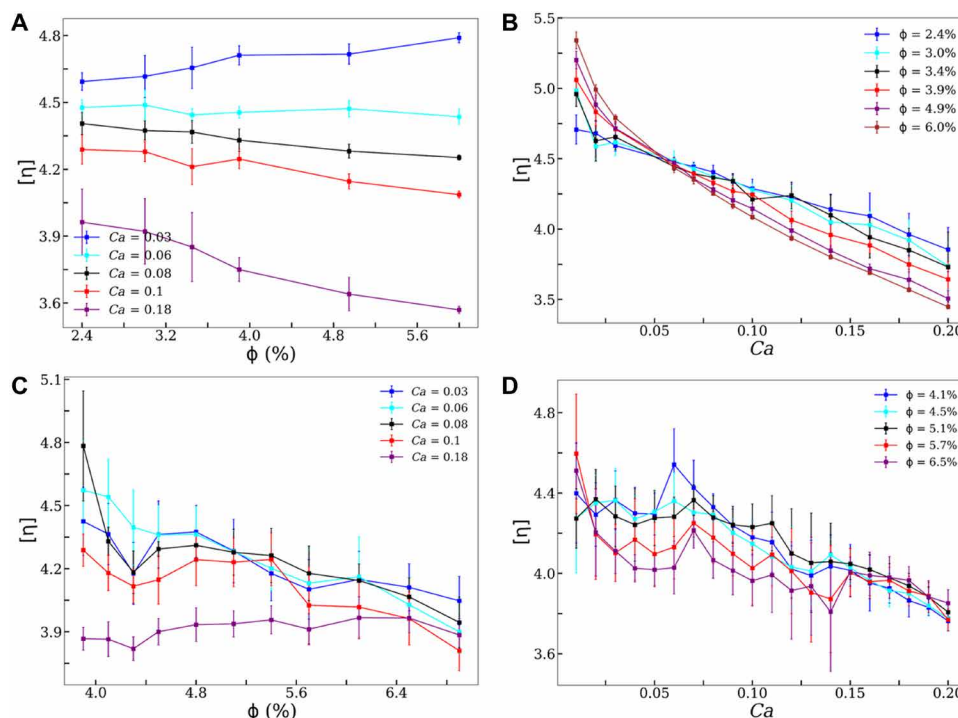 A
4.8
4.5
4.2
3.9
3.6
[η]
Ca = 0.03
Ca = 0.06
Ca = 0.08
Ca = 0.1
Ca = 0.18
2.4 3.2 4.0 4.8 5.6
ϕ (%)
B
5.5
5.0
4.5
4.0
3.5
[η]
ϕ = 2.4%
ϕ = 3.0%
ϕ = 3.4%
ϕ = 3.9%
ϕ = 4.9%
ϕ = 6.0%
0.05 0.10 0.15 0.20
Ca
C
5.1
4.8
4.5
4.2
3.9
[η]
Ca = 0.03
Ca = 0.06
Ca = 0.08
Ca = 0.1
Ca = 0.18
4.0 4.8 5.6 6.4
ϕ (%)
D
4.8
4.4
4.0
3.6
[η]
ϕ = 4.1%
ϕ = 4.5%
ϕ = 5.1%
ϕ = 5.7%
ϕ = 6.5%
0.05 0.10 0.15 0.20
Ca